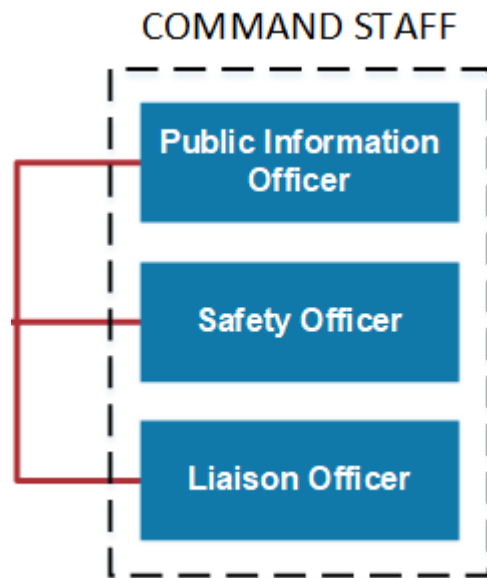 COMMAND STAFF
Public Information
Officer
Safety Officer
Liaison Officer